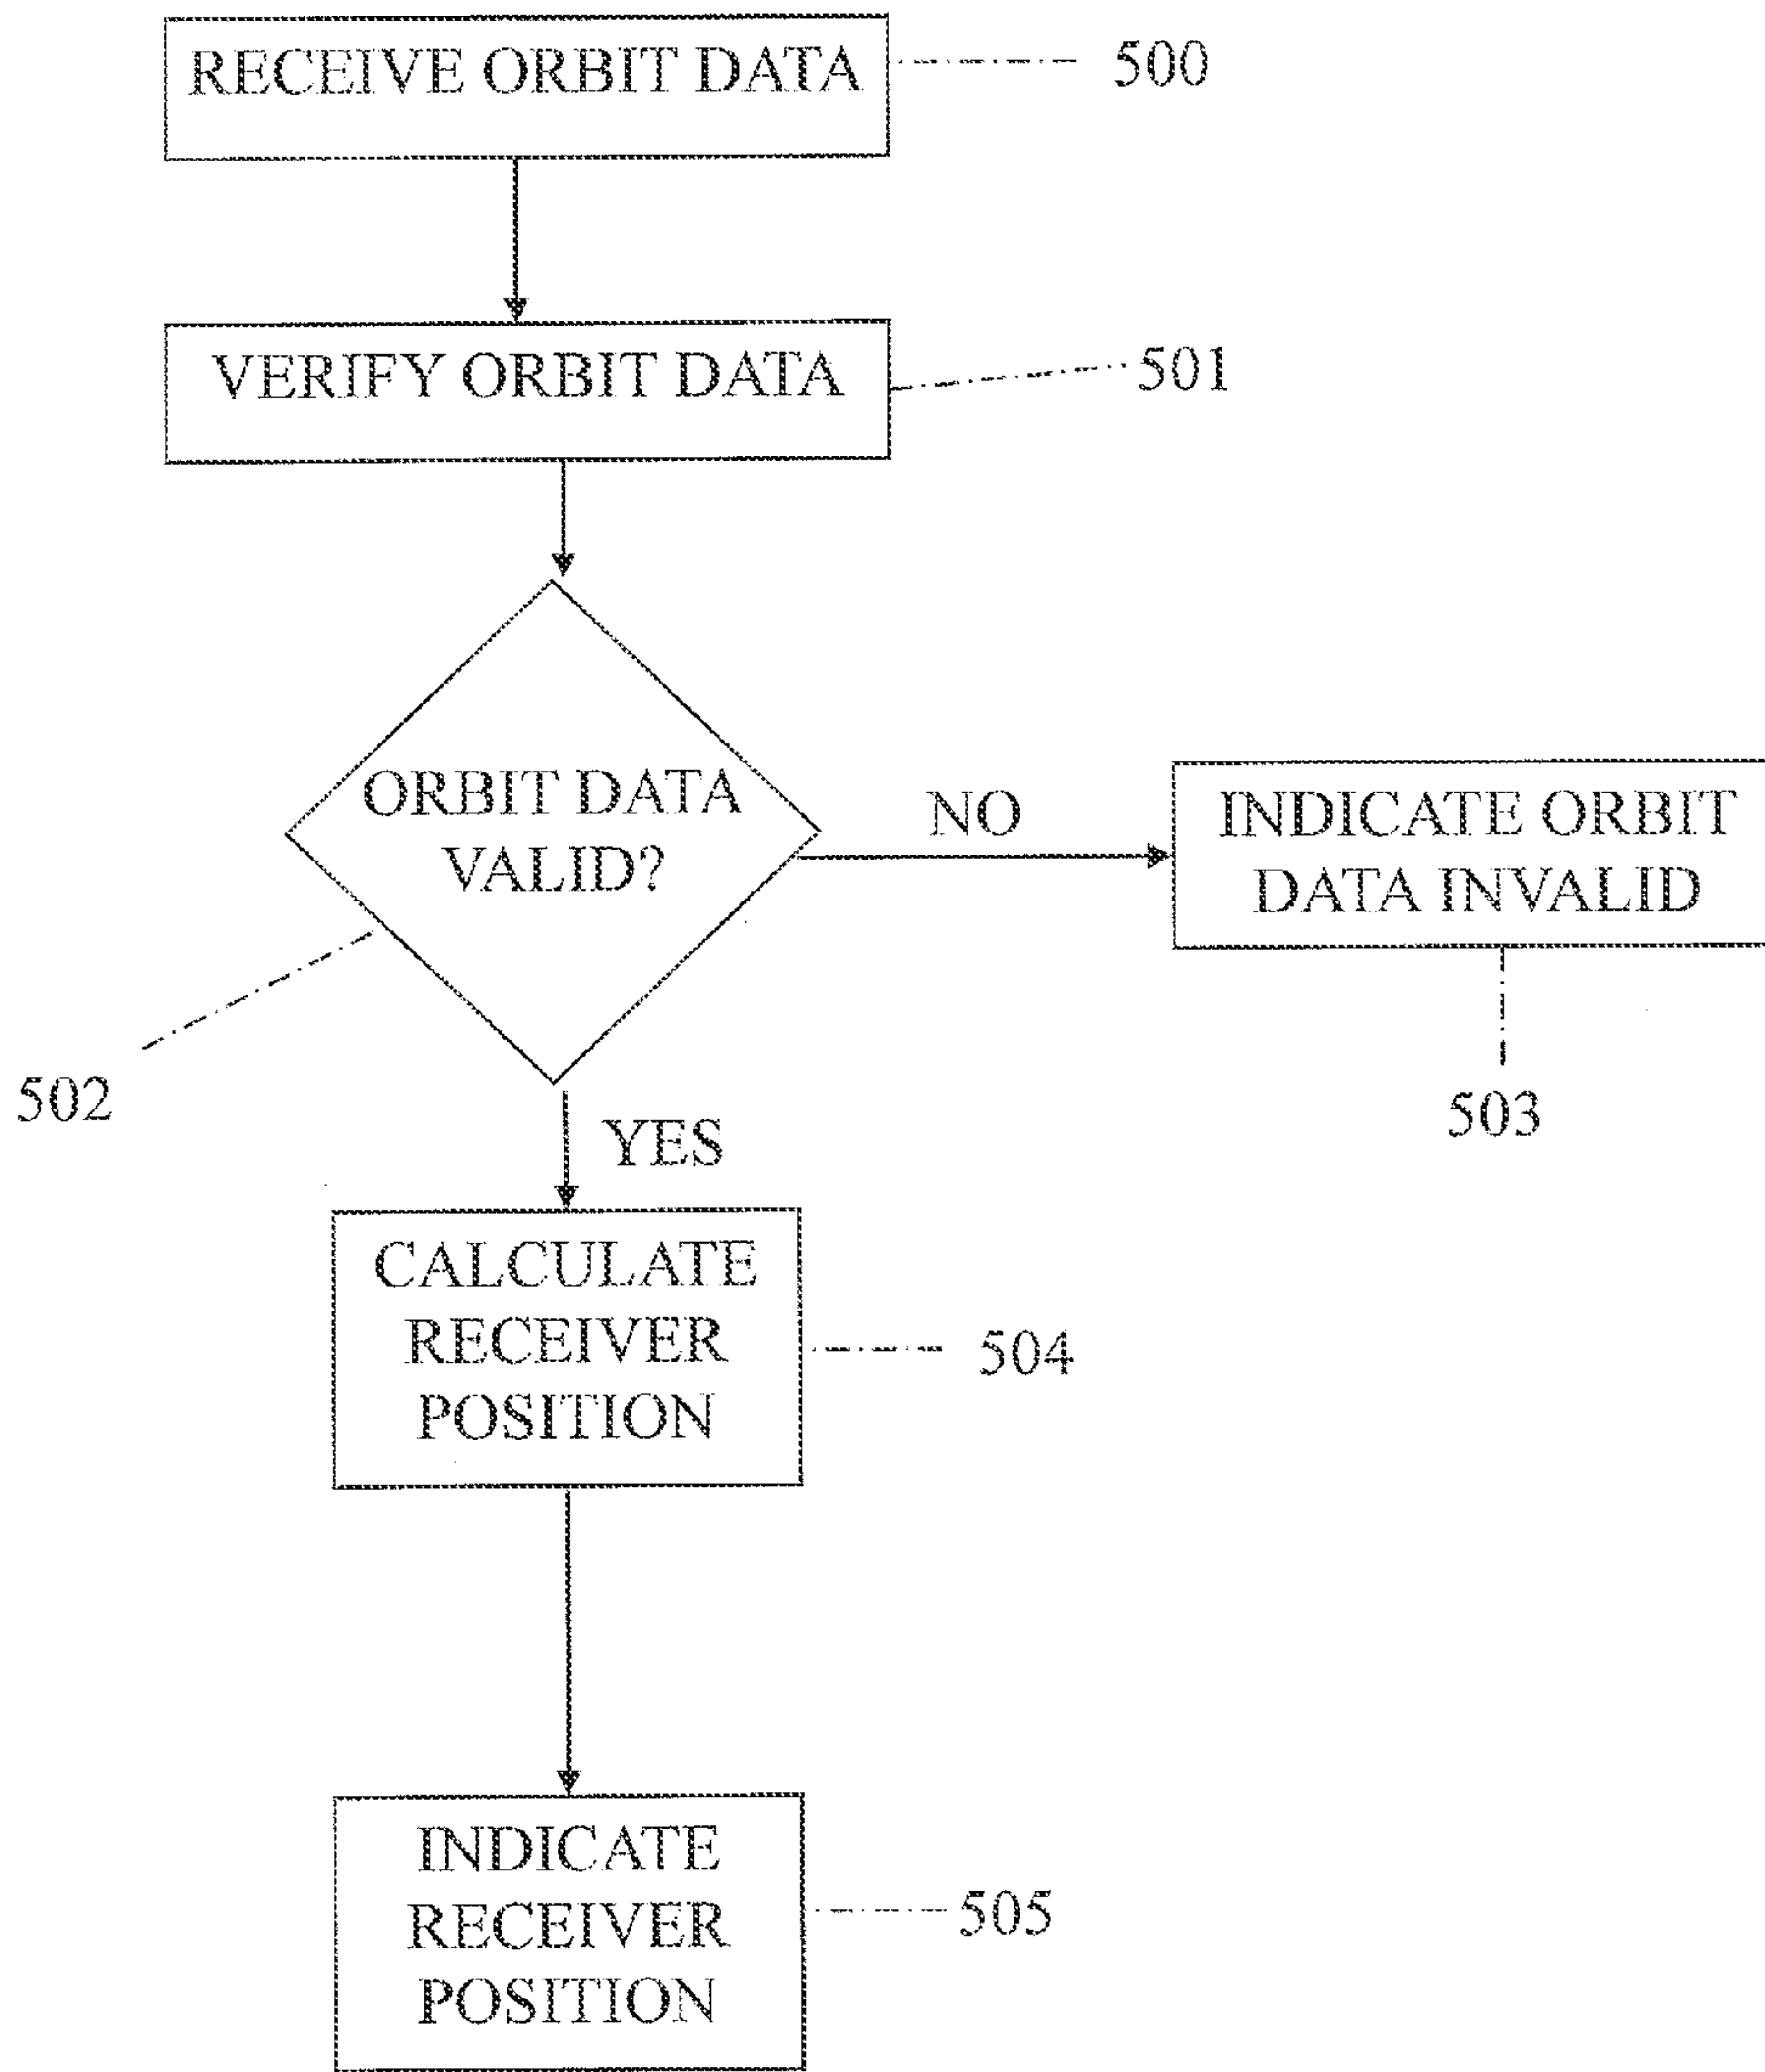 RECEIVE ORBIT DATA
500
VERIFY ORBIT DATA
501
ORBIT DATA
VALID?
NO
INDICATE ORBIT
DATA INVALID
502
503
YES
CALCULATE
RECEIVER
POSITION
504
INDICATE
RECEIVER
POSITION
505